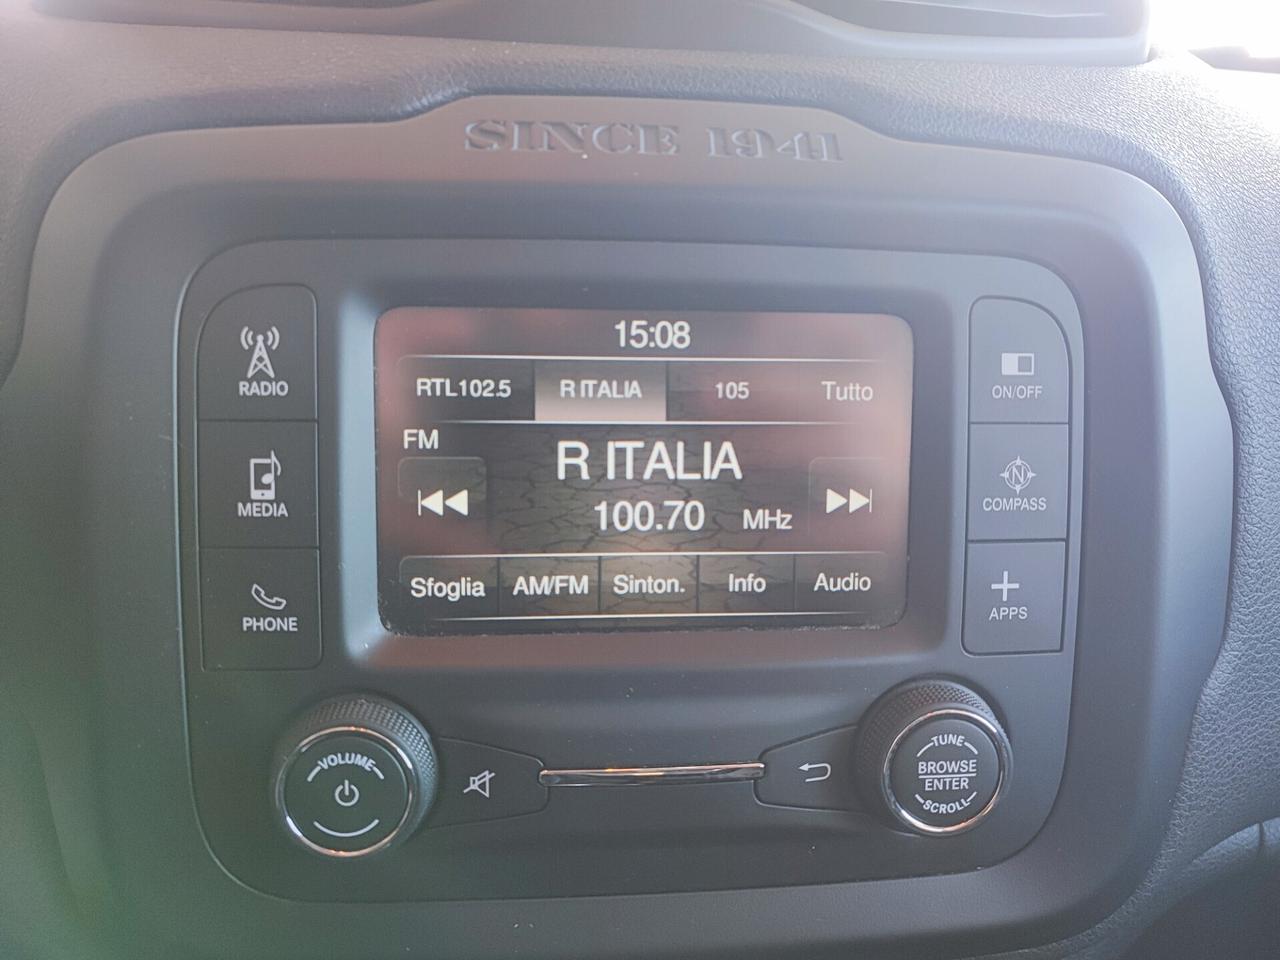 SINCE 1941
RADIO
MEDIA
PHONE
15:08
RTL102.5 R ITALIA 105 Tutto
FM
R ITALIA
100.70 MHz
Sfoglia AM/FM Sinton. Info Audio
ON/OFF
N
COMPASS
APPS
VOLUME
TUNE
BROWSE
ENTER
SCROLL